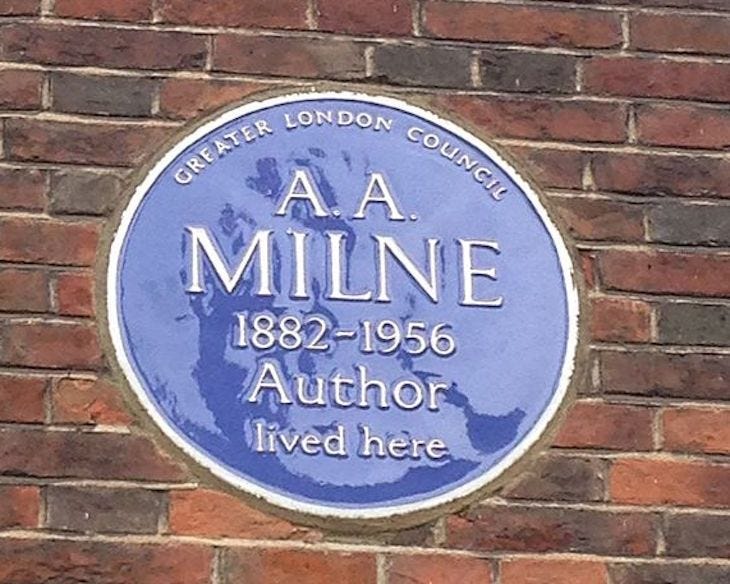 GREATER LONDON COUNCIL
A. A.
MILNE
1882-1956
Author
lived here